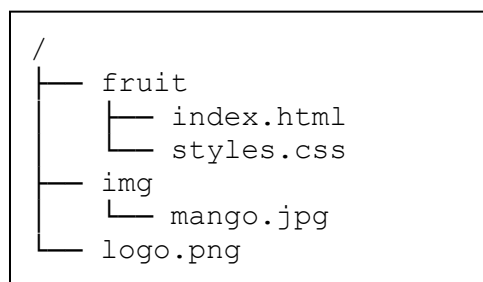 /
├── fruit
│   ├── index.html
│   └── styles.css
├── img
│   └── mango.jpg
└── logo.png